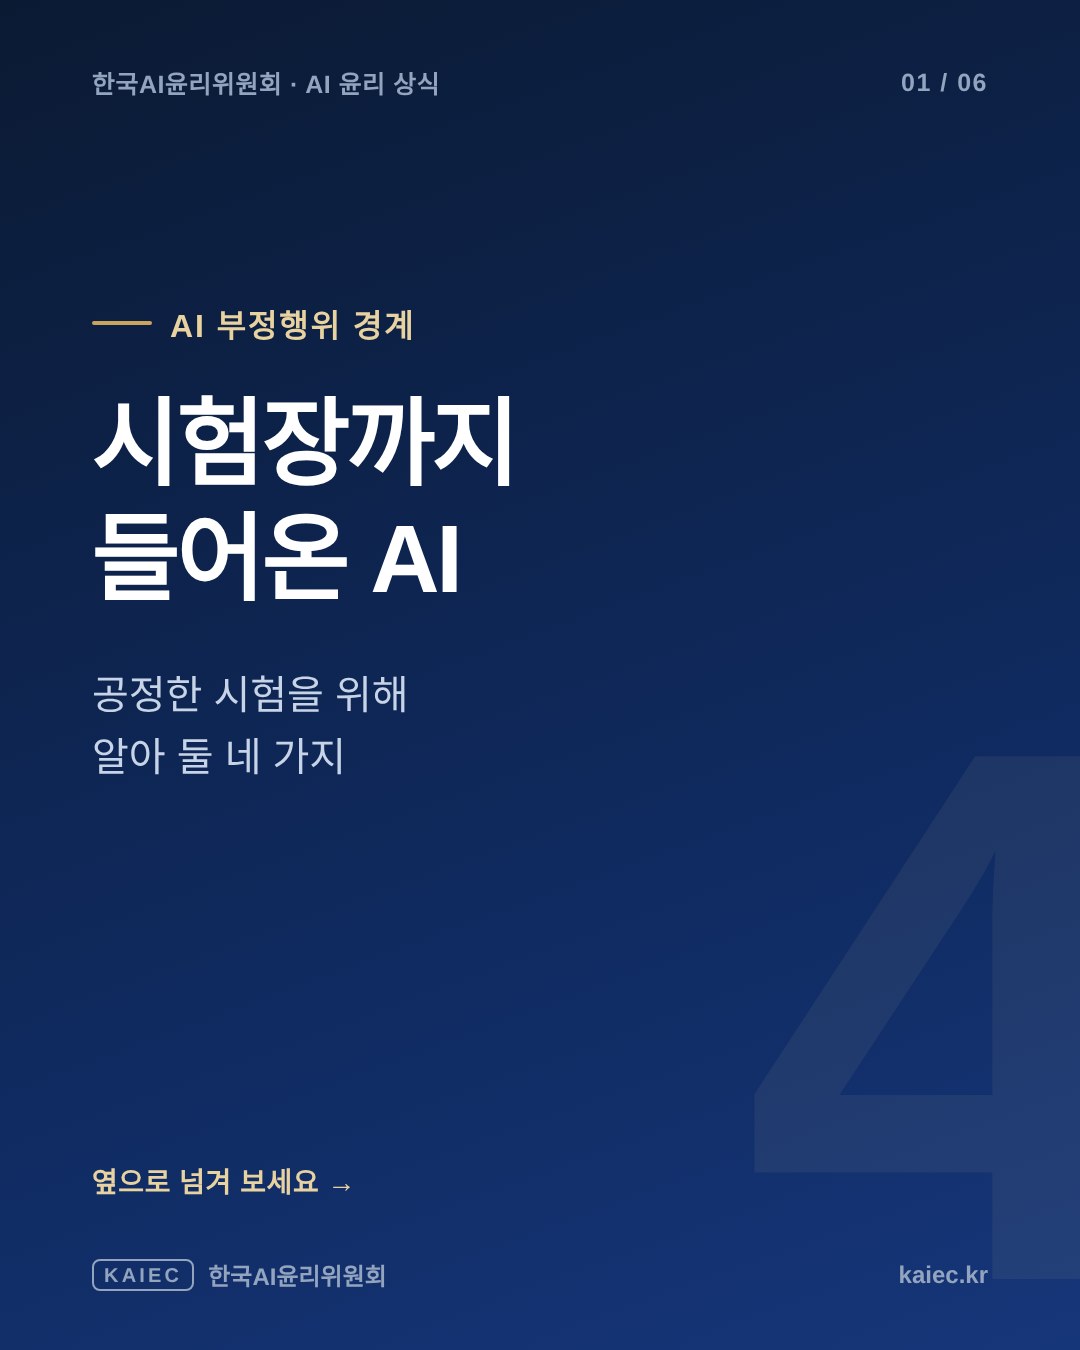 한국AI윤리위원회 · AI 윤리 상식
01 / 06
AI 부정행위 경계
시험장까지
들어온 AI
공정한 시험을 위해
알아 둘 네 가지
4
옆으로 넘겨 보세요 →
KAIEC 한국AI윤리위원회
kaiec.kr